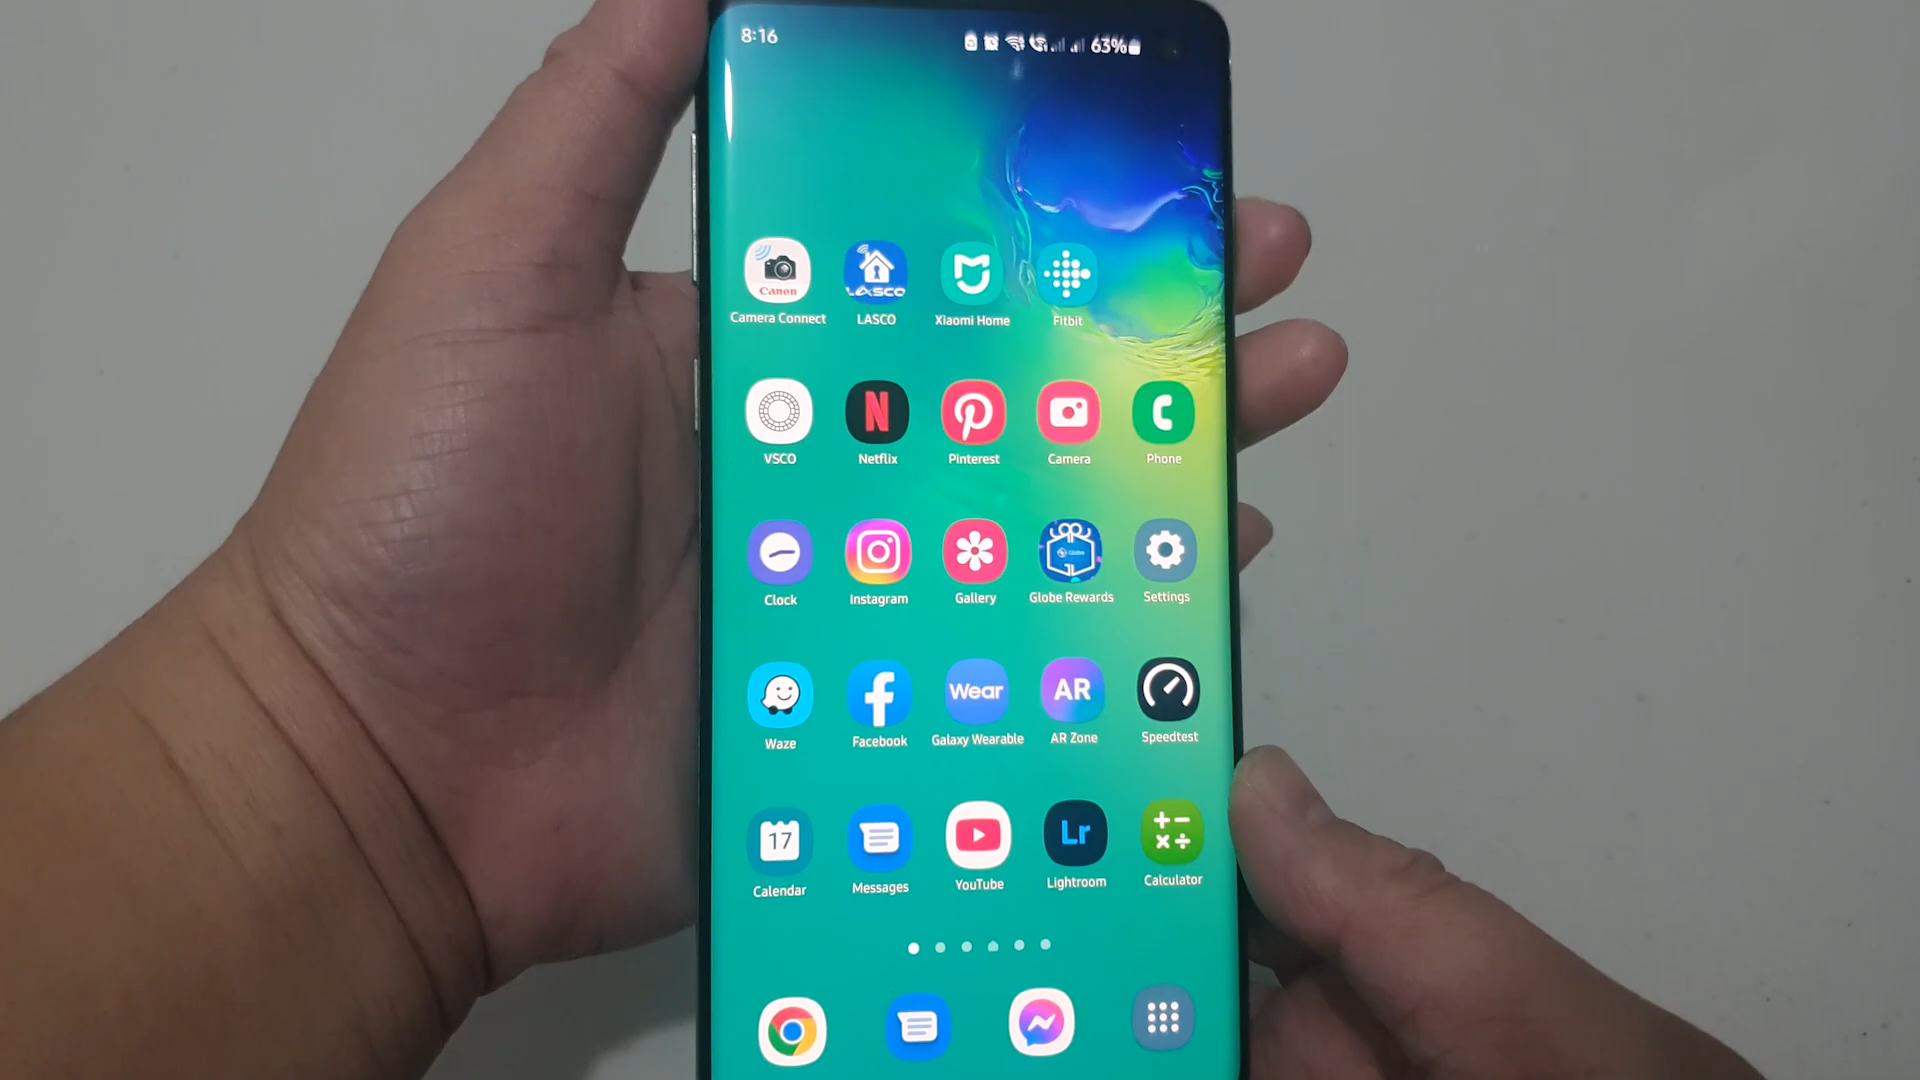 8:16
63%
Canon
LASCO
Camera Connect
LASCO
Xiaomi Home
Fitbit
N
VSCO
Netflix
Pinterest
Camera
Phone
Globe
Clock
Instagram
Gallery
Globe Rewards
Settings
Wear
AR
Waze
Facebook
Galaxy Wearable
AR Zone
Speedtest
17
Lr
Calendar
Messages
YouTube
Lightroom
Calculator